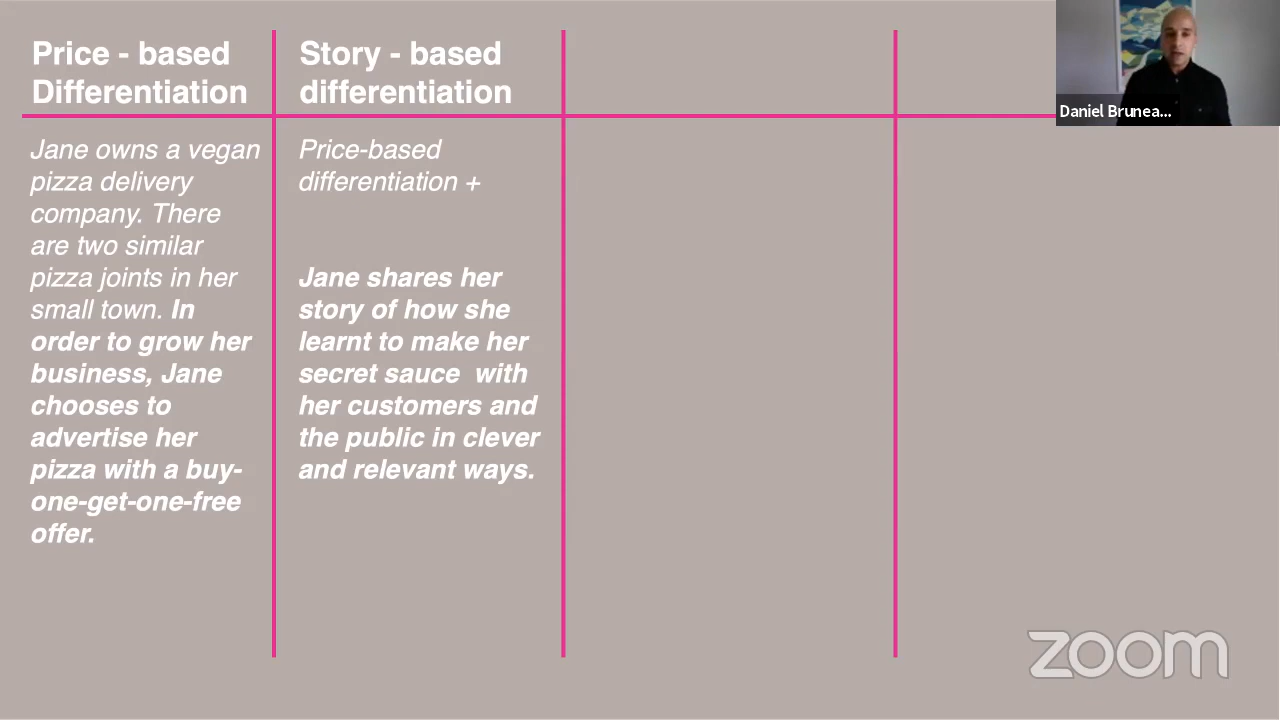 Price - based
Differentiation
Jane owns a vegan
pizza delivery
company. There
are two similar
pizza joints in her
small town. In
order to grow her
business, Jane
chooses to
advertise her
pizza with a buy-
one-get-one-free
offer.
Story - based
differentiation
Price-based
differentiation +
Jane shares her
story of how she
learnt to make her
secret sauce  with
her customers and
the public in clever
and relevant ways.
Daniel Brunea...
zoom